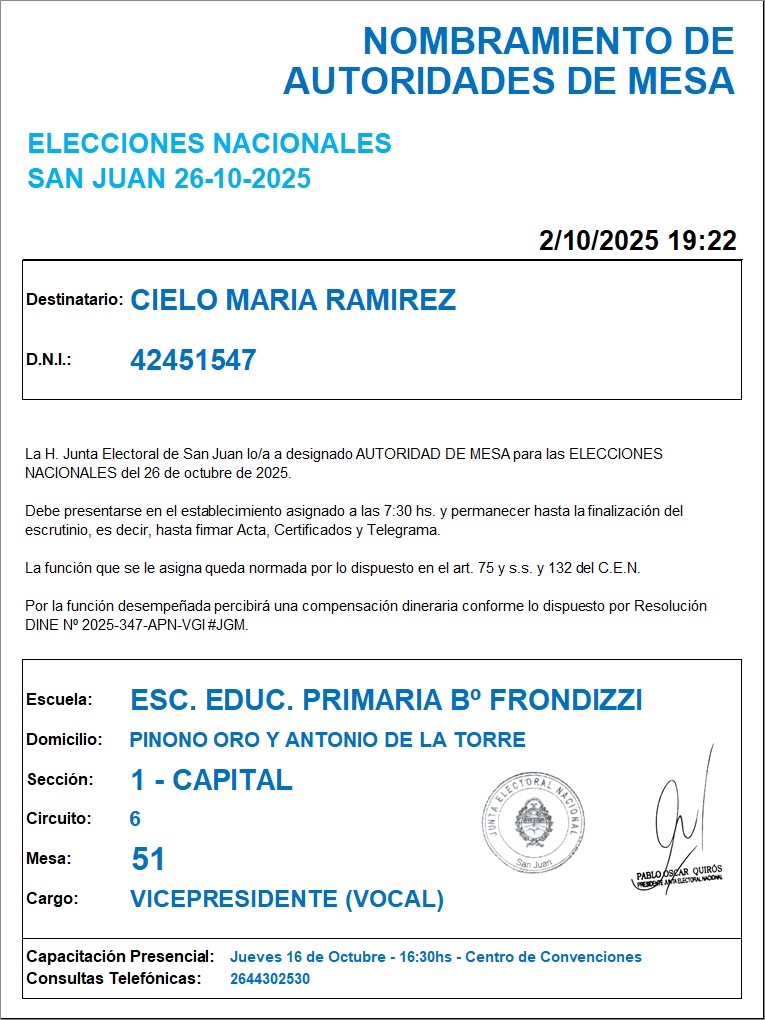 NOMBRAMIENTO DE
AUTORIDADES DE MESA
ELECCIONES NACIONALES
SAN JUAN 26-10-2025
2/10/2025 19:22
Destinatario: CIELO MARIA RAMIREZ
D.N.I.: 42451547
La H. Junta Electoral de San Juan lo/a a designado AUTORIDAD DE MESA para las ELECCIONES
NACIONALES del 26 de octubre de 2025.
Debe presentarse en el establecimiento asignado a las 7:30 hs. y permanecer hasta la finalización del
escrutinio, es decir, hasta firmar Acta, Certificados y Telegrama.
La función que se le asigna queda normada por lo dispuesto en el art. 75 y s.s. y 132 del C.E.N.
Por la función desempeñada percibirá una compensación dineraria conforme lo dispuesto por Resolución
DINE Nº 2025-347-APN-VGI#JGM.
Escuela: ESC. EDUC. PRIMARIA Bº FRONDIZZI
Domicilio: PINONO ORO Y ANTONIO DE LA TORRE
Sección: 1 - CAPITAL
Circuito: 6
Mesa: 51
Cargo: VICEPRESIDENTE (VOCAL)
JUNTA ELECTORAL NACIONAL
San Juan
PABLO OSCAR QUIRÓS
PRESIDENTE JUNTA ELECTORAL NACIONAL
Capacitación Presencial: Jueves 16 de Octubre - 16:30hs - Centro de Convenciones
Consultas Telefónicas: 2644302530